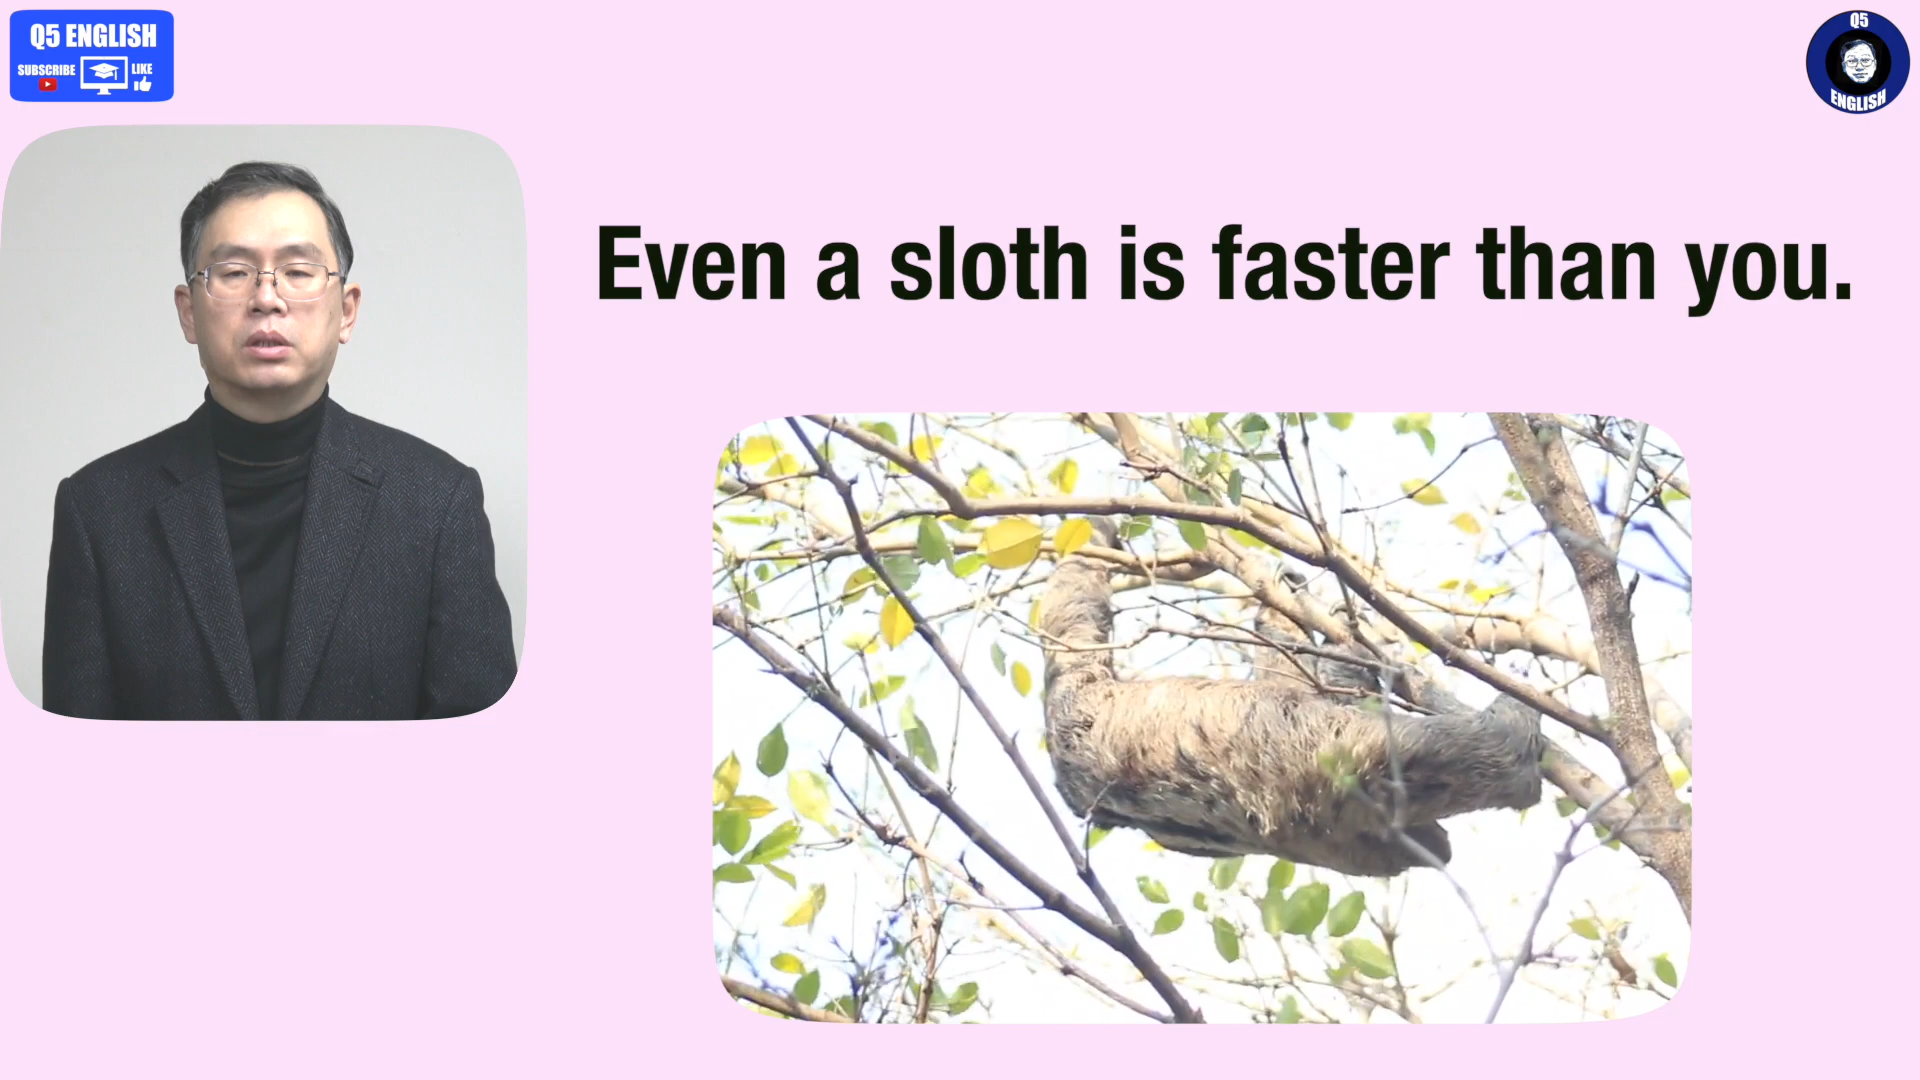 Q5 ENGLISH
SUBSCRIBE
LIKE
Q5
ENGLISH
Even a sloth is faster than you.